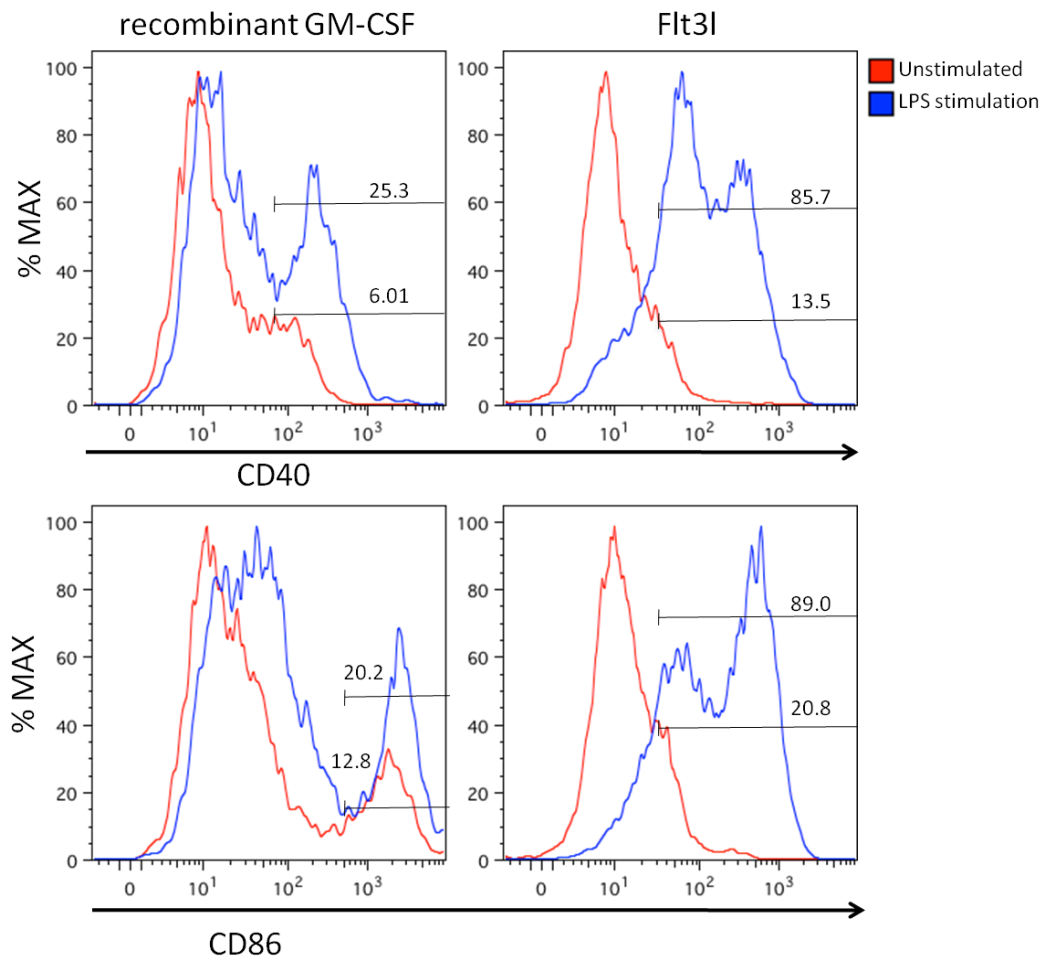 recombinant GM-CSF
Flt3l
Unstimulated
LPS stimulation
% MAX
100
80
60
40
20
0
25.3
6.01
0 10¹ 10² 10³
100
80
60
40
20
0
85.7
13.5
0 10¹ 10² 10³
CD40
% MAX
100
80
60
40
20
0
20.2
12.8
0 10¹ 10² 10³
100
80
60
40
20
0
89.0
20.8
0 10¹ 10² 10³
CD86